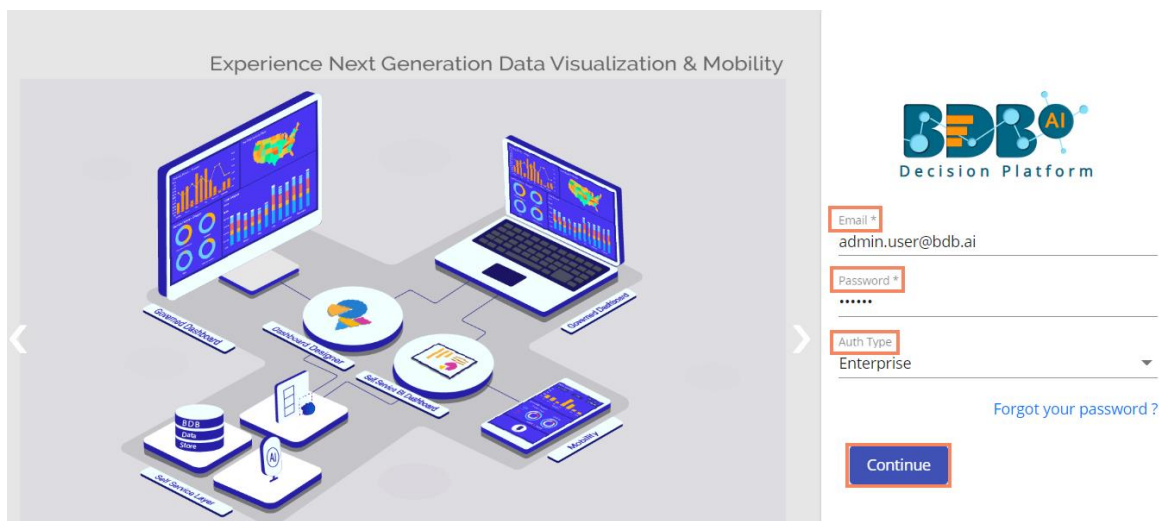 Experience Next Generation Data Visualization & Mobility
Governed Dashboard
Dashboard Designer
Governed Dashboard
Self Service BI Dashboard
Mobility
BDB
Data
Store
AI
Self Service Layer
BDB AI
Decision Platform
Email *
admin.user@bdb.ai
Password *
••••••
Auth Type
Enterprise
Forgot your password ?
Continue